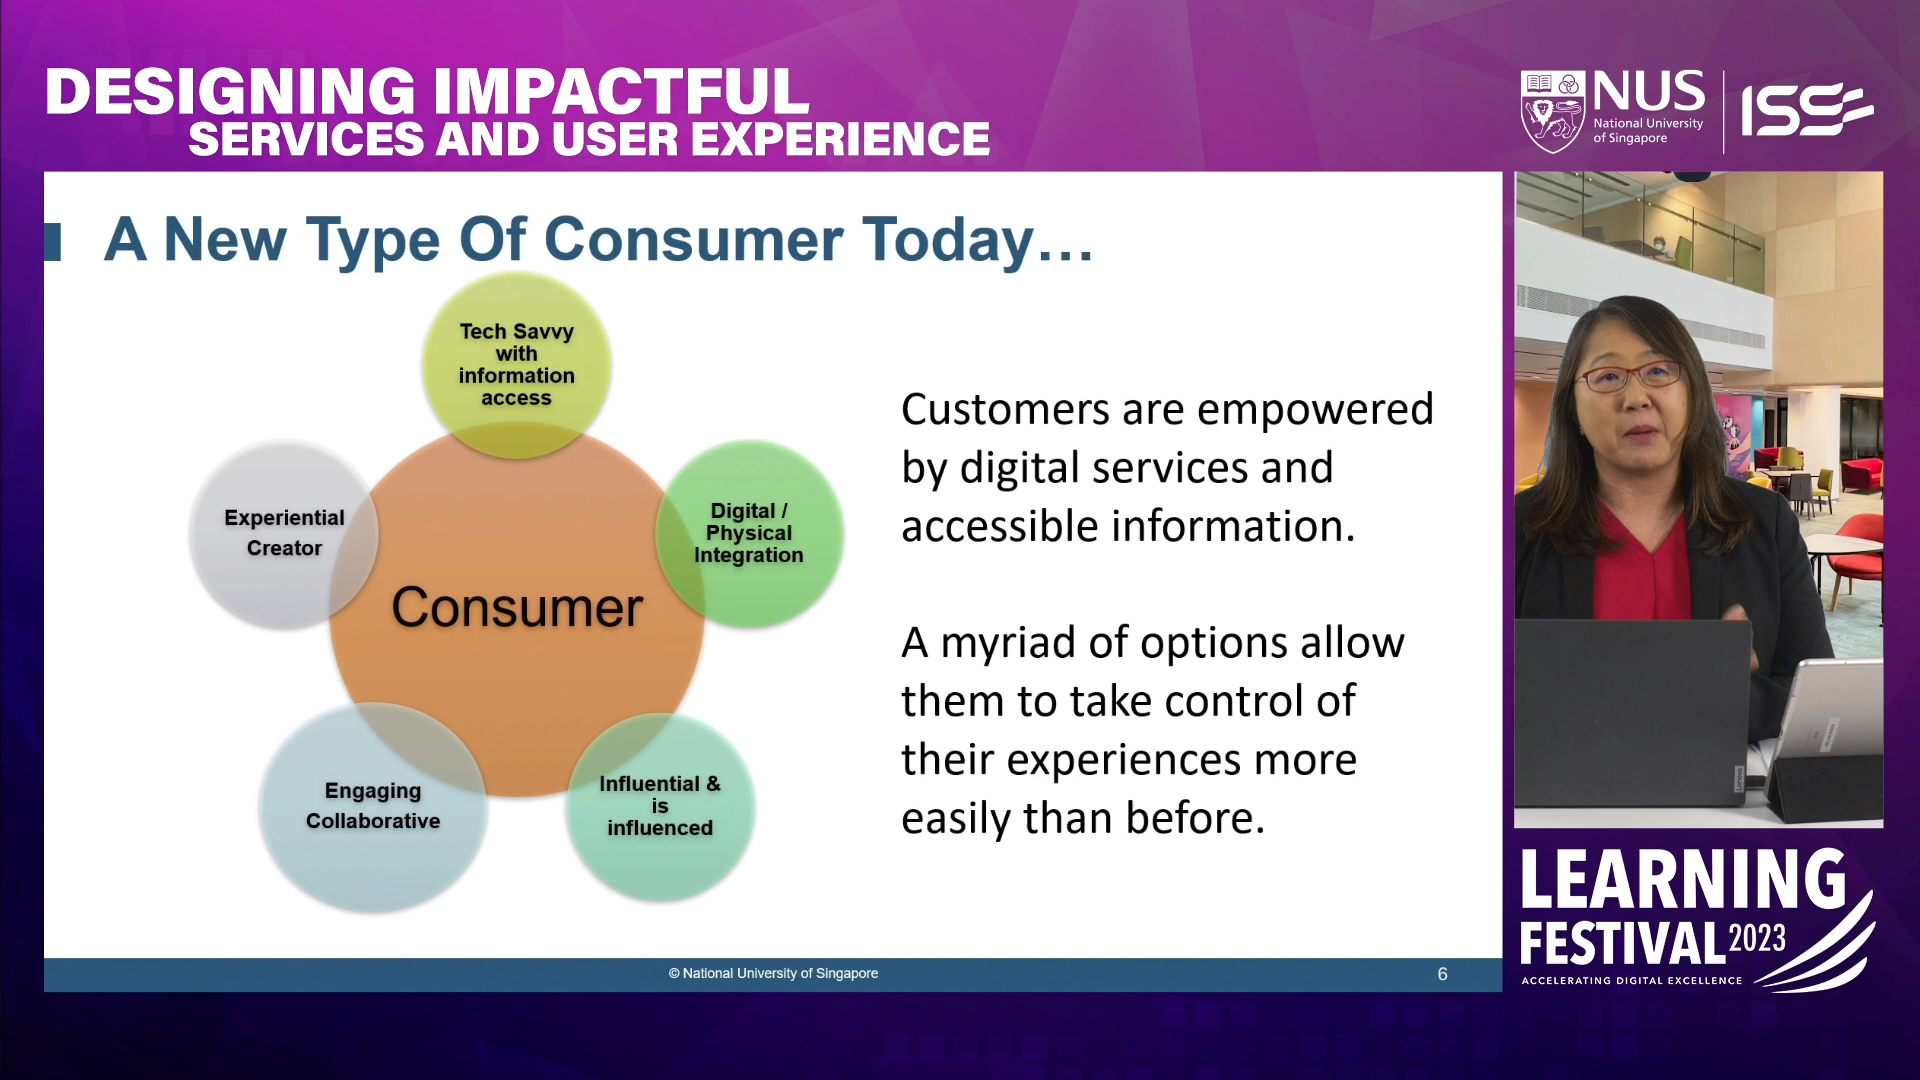 DESIGNING IMPACTFUL
SERVICES AND USER EXPERIENCE
NUS
National University
of Singapore
ISS
A New Type Of Consumer Today…
Tech Savvy
with
information
access
Experiential
Creator
Digital /
Physical
Integration
Consumer
Engaging
Collaborative
Influential &
is
influenced
Customers are empowered
by digital services and
accessible information.
A myriad of options allow
them to take control of
their experiences more
easily than before.
© National University of Singapore
6
Lenovo
LEARNING
FESTIVAL 2023
ACCELERATING DIGITAL EXCELLENCE